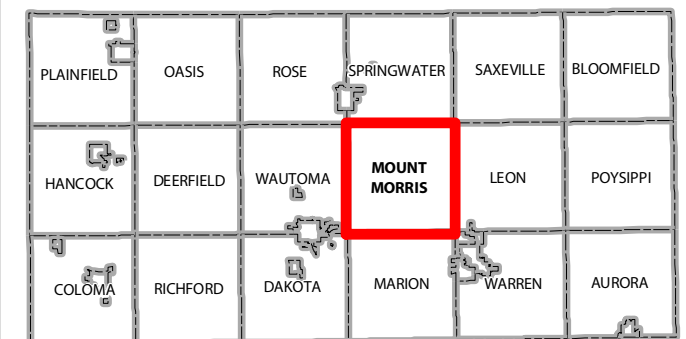 PLAINFIELD OASIS ROSE SPRINGWATER SAXEVILLE BLOOMFIELD
HANCOCK DEERFIELD WAUTOMA MOUNT
MORRIS LEON POYSIPPI
COLOMA RICHFORD DAKOTA MARION WARREN AURORA